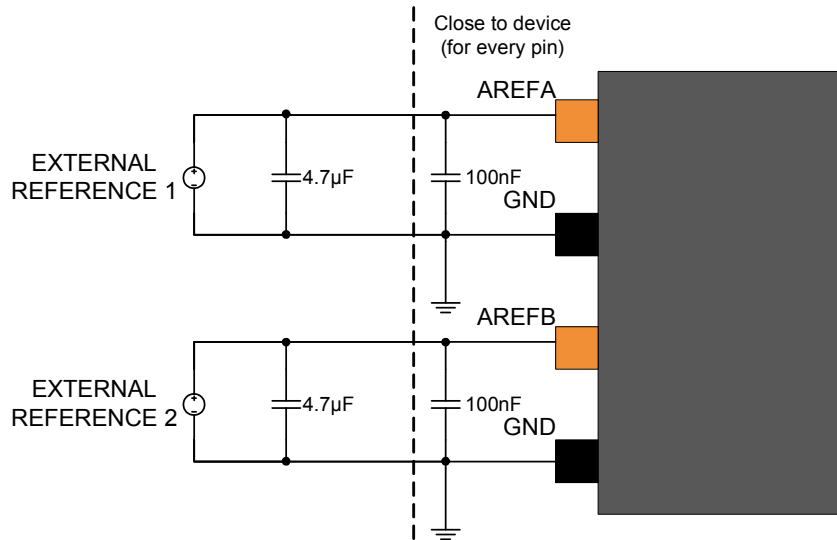 Close to device
(for every pin)
AREFA
EXTERNAL
REFERENCE 1
4.7µF
100nF
GND
AREFB
EXTERNAL
REFERENCE 2
4.7µF
100nF
GND